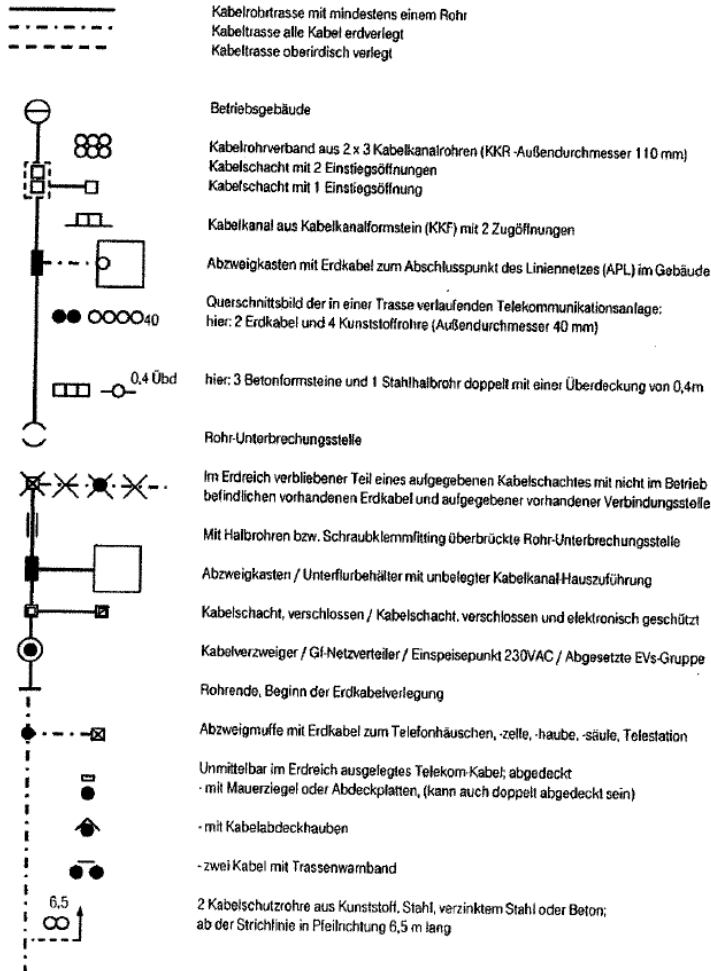 Kabelrohrtrasse mit mindestens einem Rohr
Kabeltrasse alle Kabel erdverlegt
Kabeltrasse oberirdisch verlegt
Betriebsgebäude
Kabelrohrverband aus 2 x 3 Kabelkanalrohren (KKR -Außendurchmesser 110 mm)
Kabelschacht mit 2 Einstiegsöffnungen
Kabelschacht mit 1 Einstiegsöffnung
Kabelkanal aus Kabelkanalformstein (KKF) mit 2 Zugöffnungen
Abzweigkasten mit Erdkabel zum Abschlusspunkt des Liniennetzes (APL) im Gebäude
Querschnittsbild der in einer Trasse verlaufenden Telekommunikationsanlage:
40
hier: 2 Erdkabel und 4 Kunststoffrohre (Außendurchmesser 40 mm)
0,4 Übd
hier: 3 Betonformsteine und 1 Stahlhalbrohr doppelt mit einer Überdeckung von 0,4m
Rohr-Unterbrechungsstelle
Im Erdreich verbliebener Teil eines aufgegebenen Kabelschachtes mit nicht im Betrieb
befindlichen vorhandenen Erdkabel und aufgegebener vorhandener Verbindungsstelle
Mit Halbrohren bzw. Schraubklemmfitting überbrückte Rohr-Unterbrechungsstelle
Abzweigkasten / Unterflurbehälter mit unbelegter Kabelkanal-Hauszuführung
Kabelschacht, verschlossen / Kabelschacht, verschlossen und elektronisch geschützt
Kabelverzweiger / Gf-Netzverteiler / Einspeisepunkt 230VAC / Abgesetzte EVs-Gruppe
Rohrende, Beginn der Erdkabelverlegung
Abzweigmuffe mit Erdkabel zum Telefonhäuschen, -zelle, -haube, -säule, Telestation
Unmittelbar im Erdreich ausgelegtes Telekom-Kabel; abgedeckt
- mit Mauerziegel oder Abdeckplatten, (kann auch doppelt abgedeckt sein)
- mit Kabelabdeckhauben
- zwei Kabel mit Trassenwarnband
6,5
2 Kabelschutzrohre aus Kunststoff, Stahl, verzinktem Stahl oder Beton;
ab der Strichlinie in Pfeilrichtung 6,5 m lang